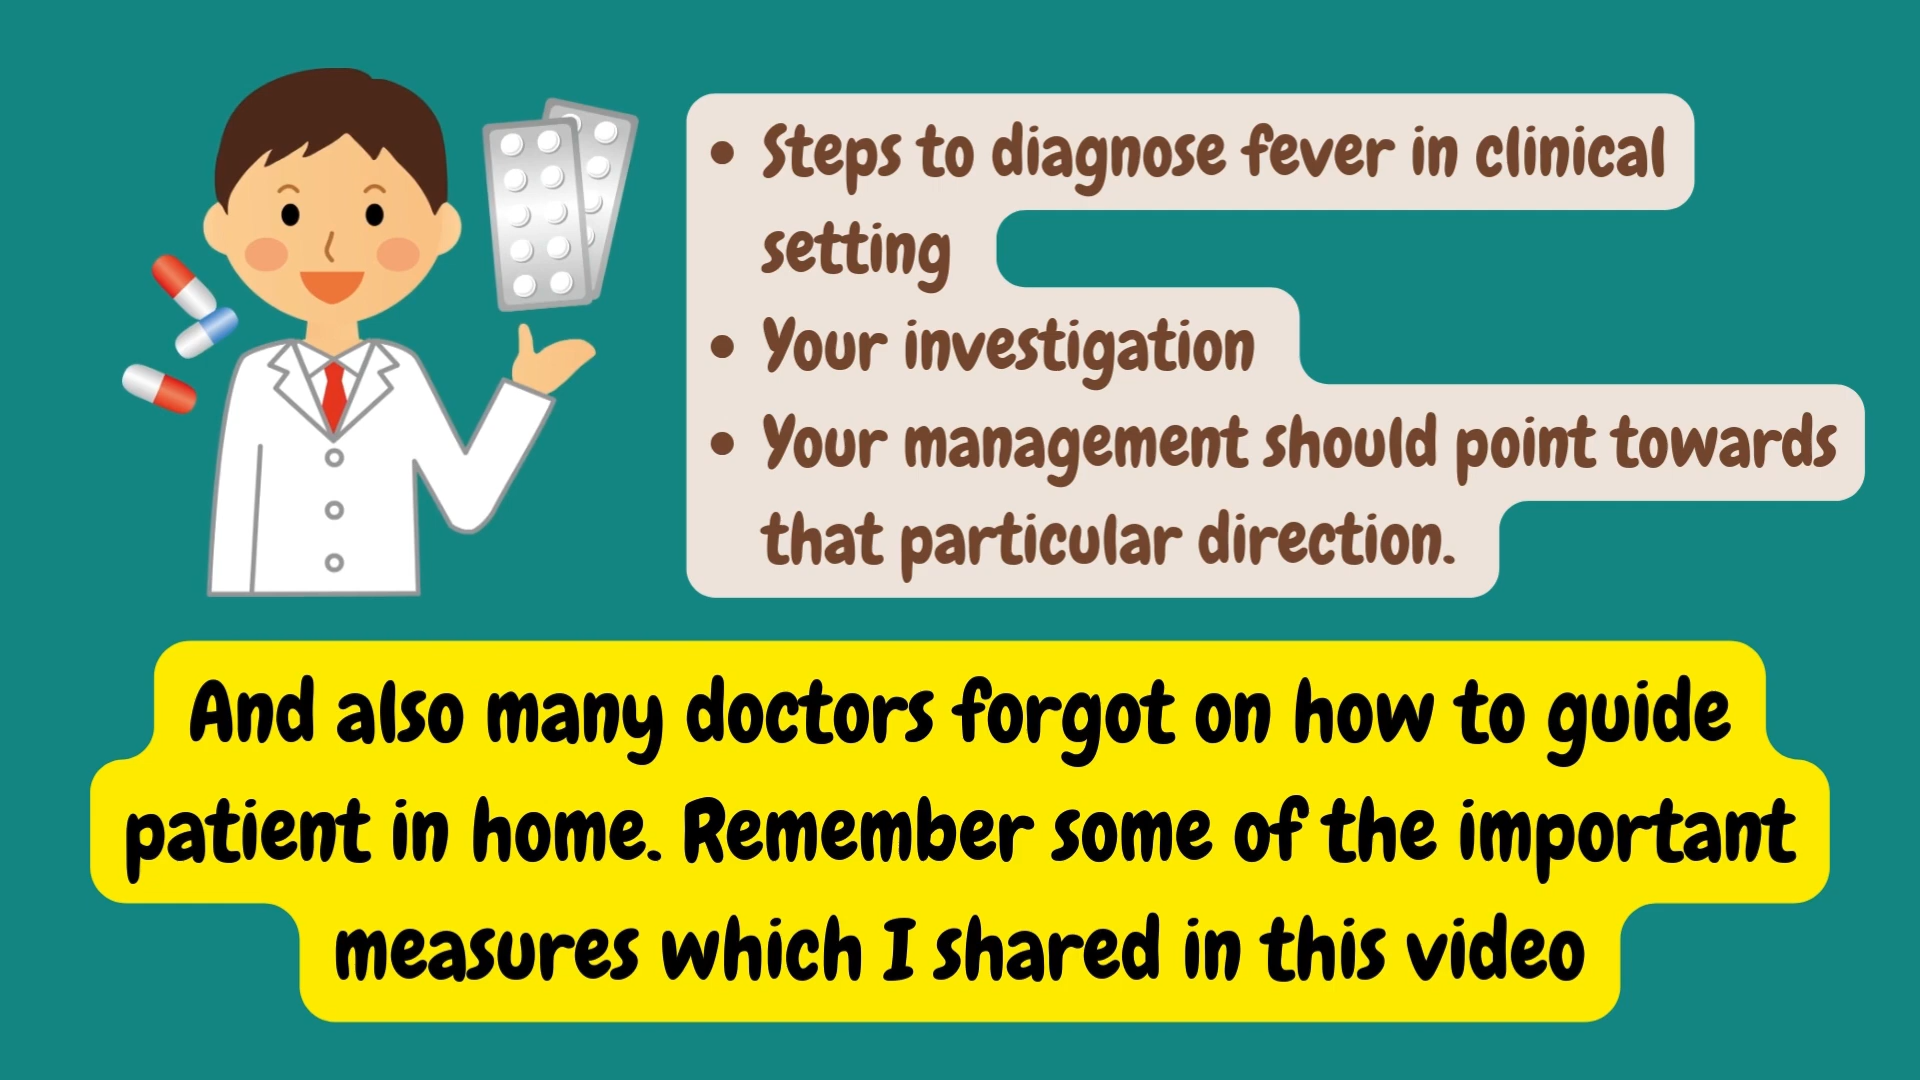 • Steps to diagnose fever in clinical
setting
• Your investigation
• Your management should point towards
that particular direction.
And also many doctors forgot on how to guide
patient in home. Remember some of the important
measures which I shared in this video